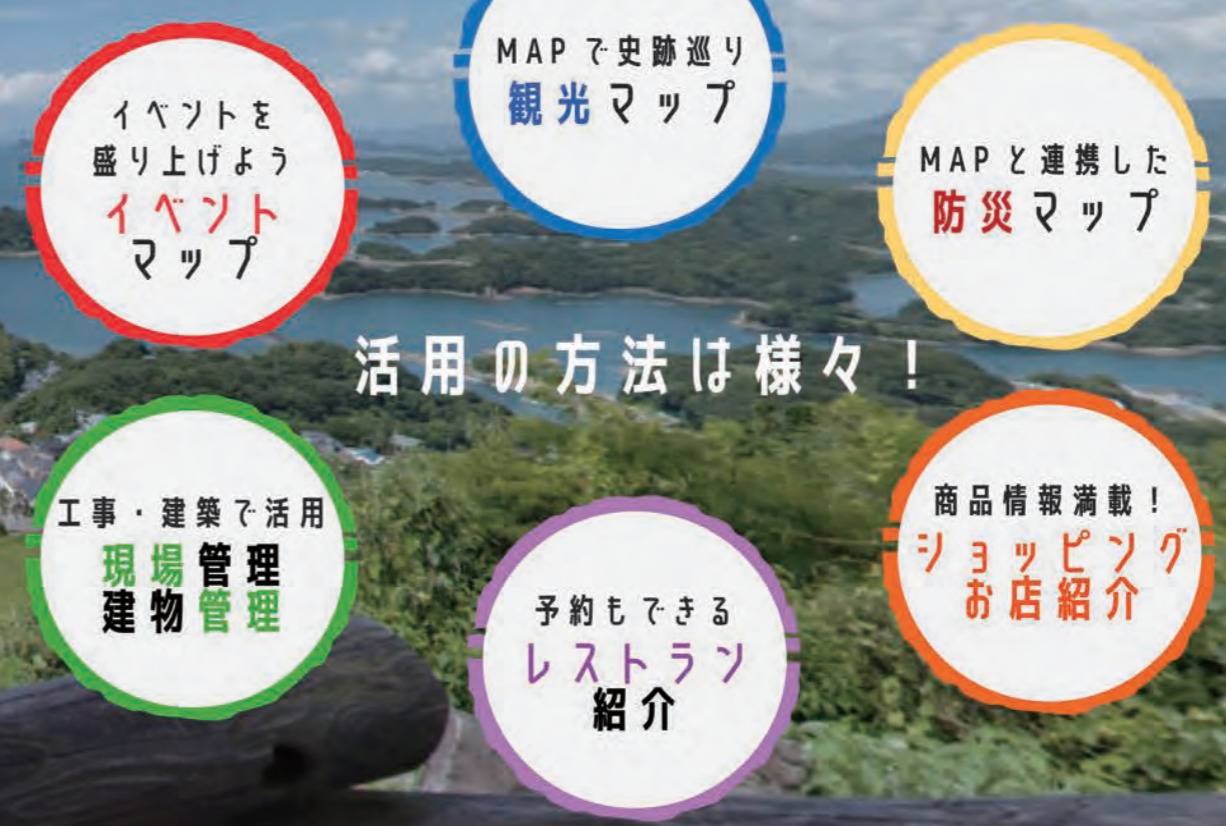 MAPで史跡巡り
観光マップ
イベントを
盛り上げよう
イベント
マップ
MAPと連携した
防災マップ
活用の方法は様々！
工事・建築で活用
現場管理
建物管理
予約もできる
レストラン
紹介
商品情報満載！
ショッピング
お店紹介